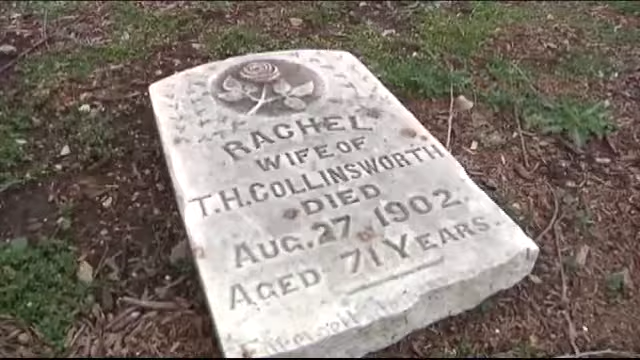 RACHEL
WIFE OF
T.H. COLLINSWORTH
DIED
AUG. 27, 1902.
AGED 71 YEARS.